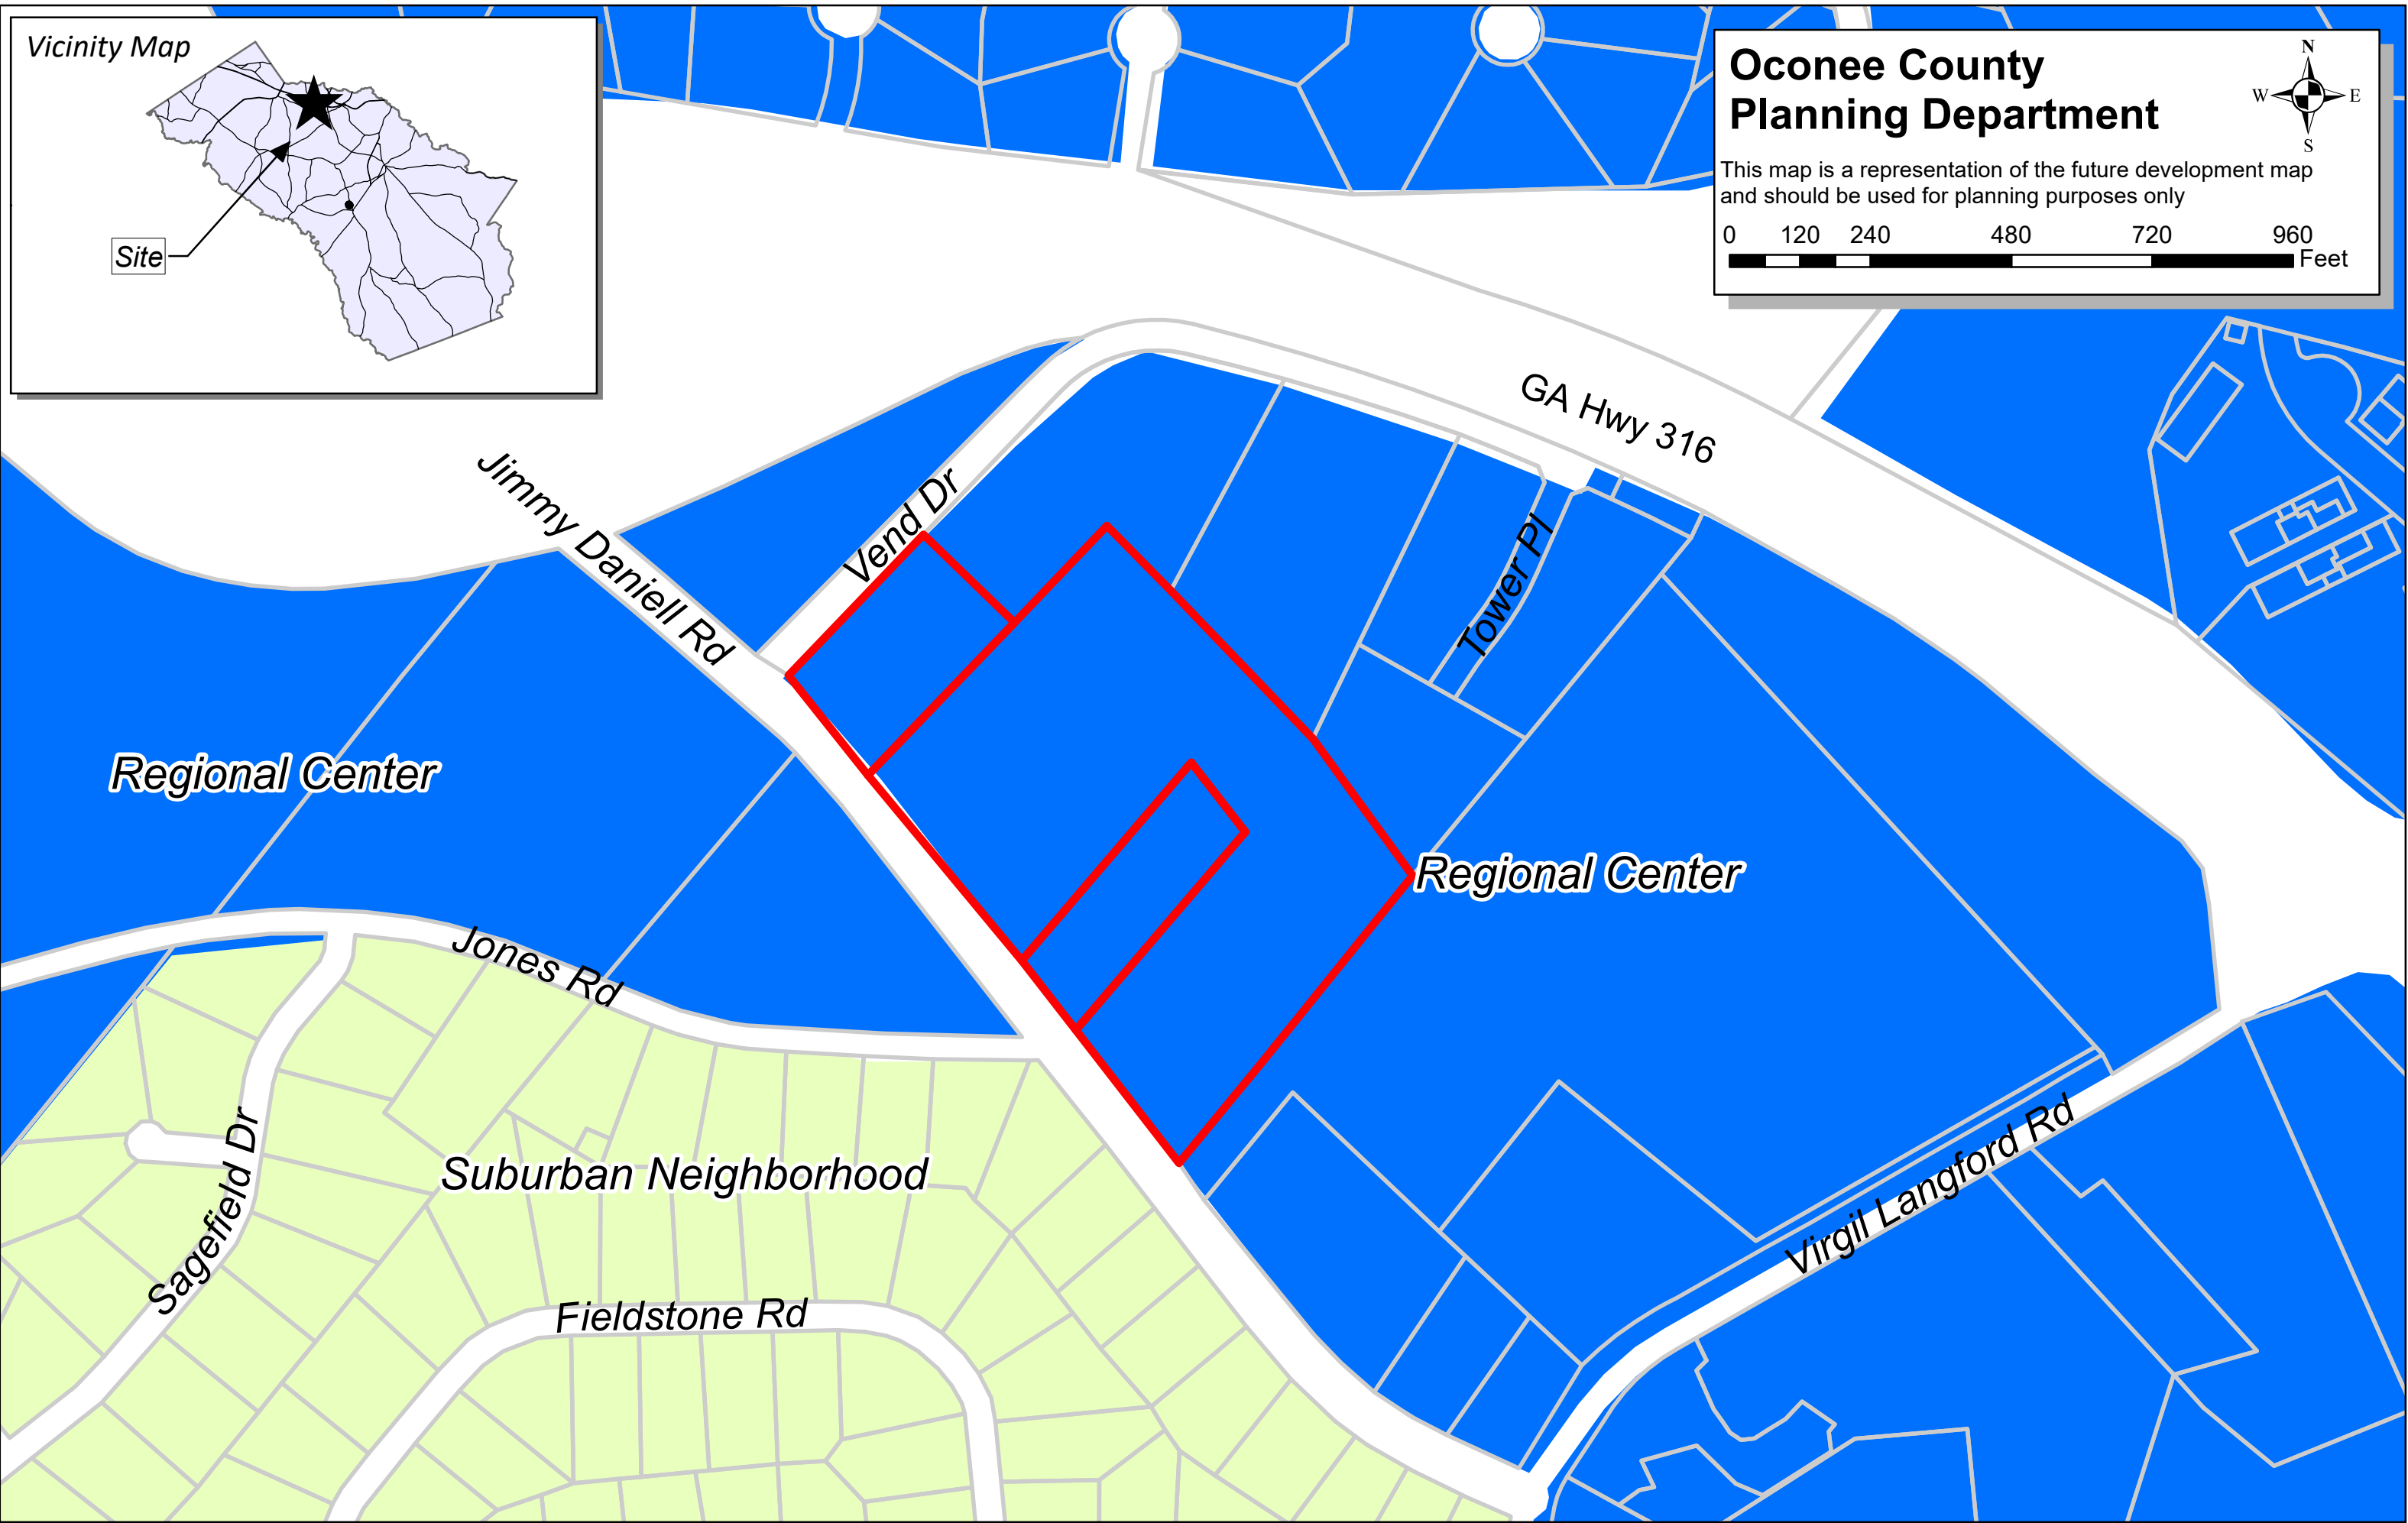 Vicinity Map
Site
Oconee County
Planning Department
N
W E
S
This map is a representation of the future development map
and should be used for planning purposes only
0 120 240 480 720 960
Feet
GA Hwy 316
Jimmy Daniell Rd
Vend Dr
Tower Pl
Regional Center
Regional Center
Jones Rd
Suburban Neighborhood
Sagefield Dr
Virgil Langford Rd
Fieldstone Rd